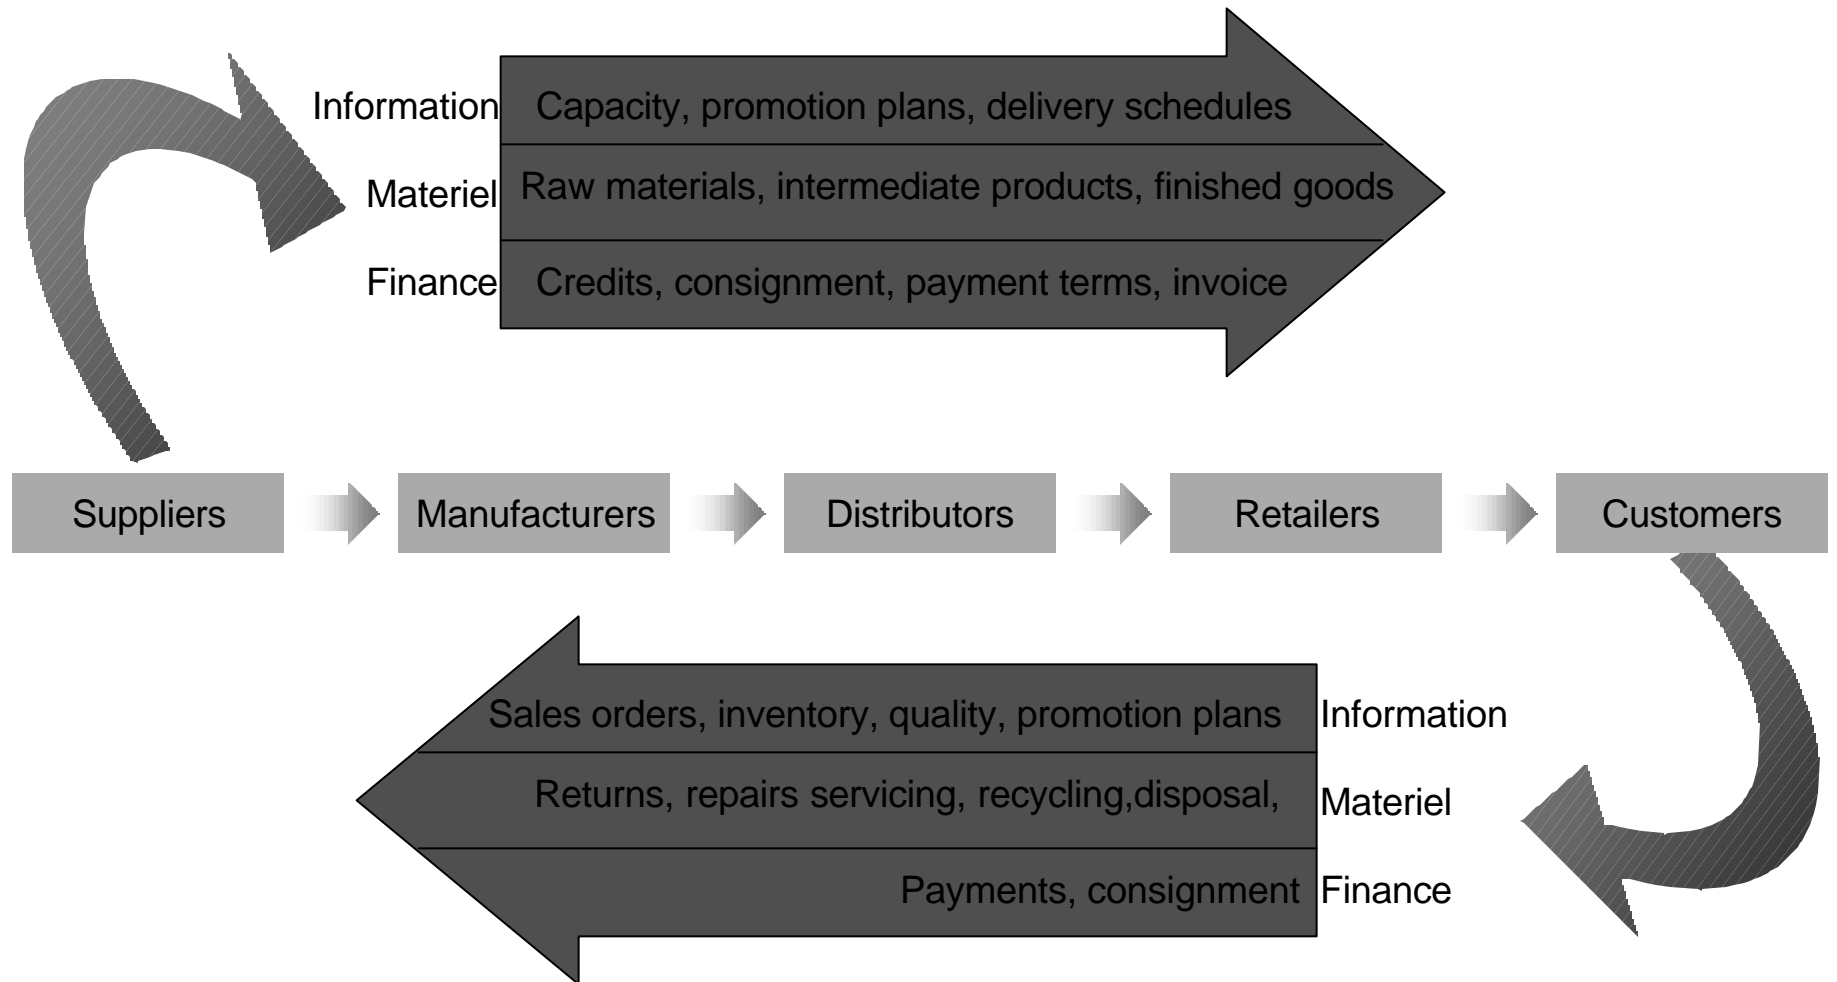 Information Capacity, promotion plans, delivery schedules
Materiel Raw materials, intermediate products, finished goods
Finance Credits, consignment, payment terms, invoice
Suppliers Manufacturers Distributors Retailers Customers
Sales orders, inventory, quality, promotion plans Information
Returns, repairs servicing, recycling,disposal, Materiel
Payments, consignment Finance